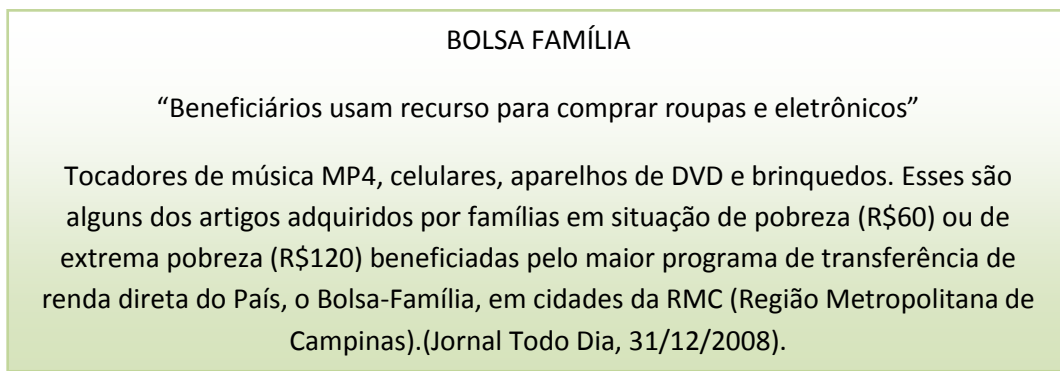 BOLSA FAMÍLIA
“Beneficiários usam recurso para comprar roupas e eletrônicos”
Tocadores de música MP4, celulares, aparelhos de DVD e brinquedos. Esses são
alguns dos artigos adquiridos por famílias em situação de pobreza (R$60) ou de
extrema pobreza (R$120) beneficiadas pelo maior programa de transferência de
renda direta do País, o Bolsa-Família, em cidades da RMC (Região Metropolitana de
Campinas).(Jornal Todo Dia, 31/12/2008).